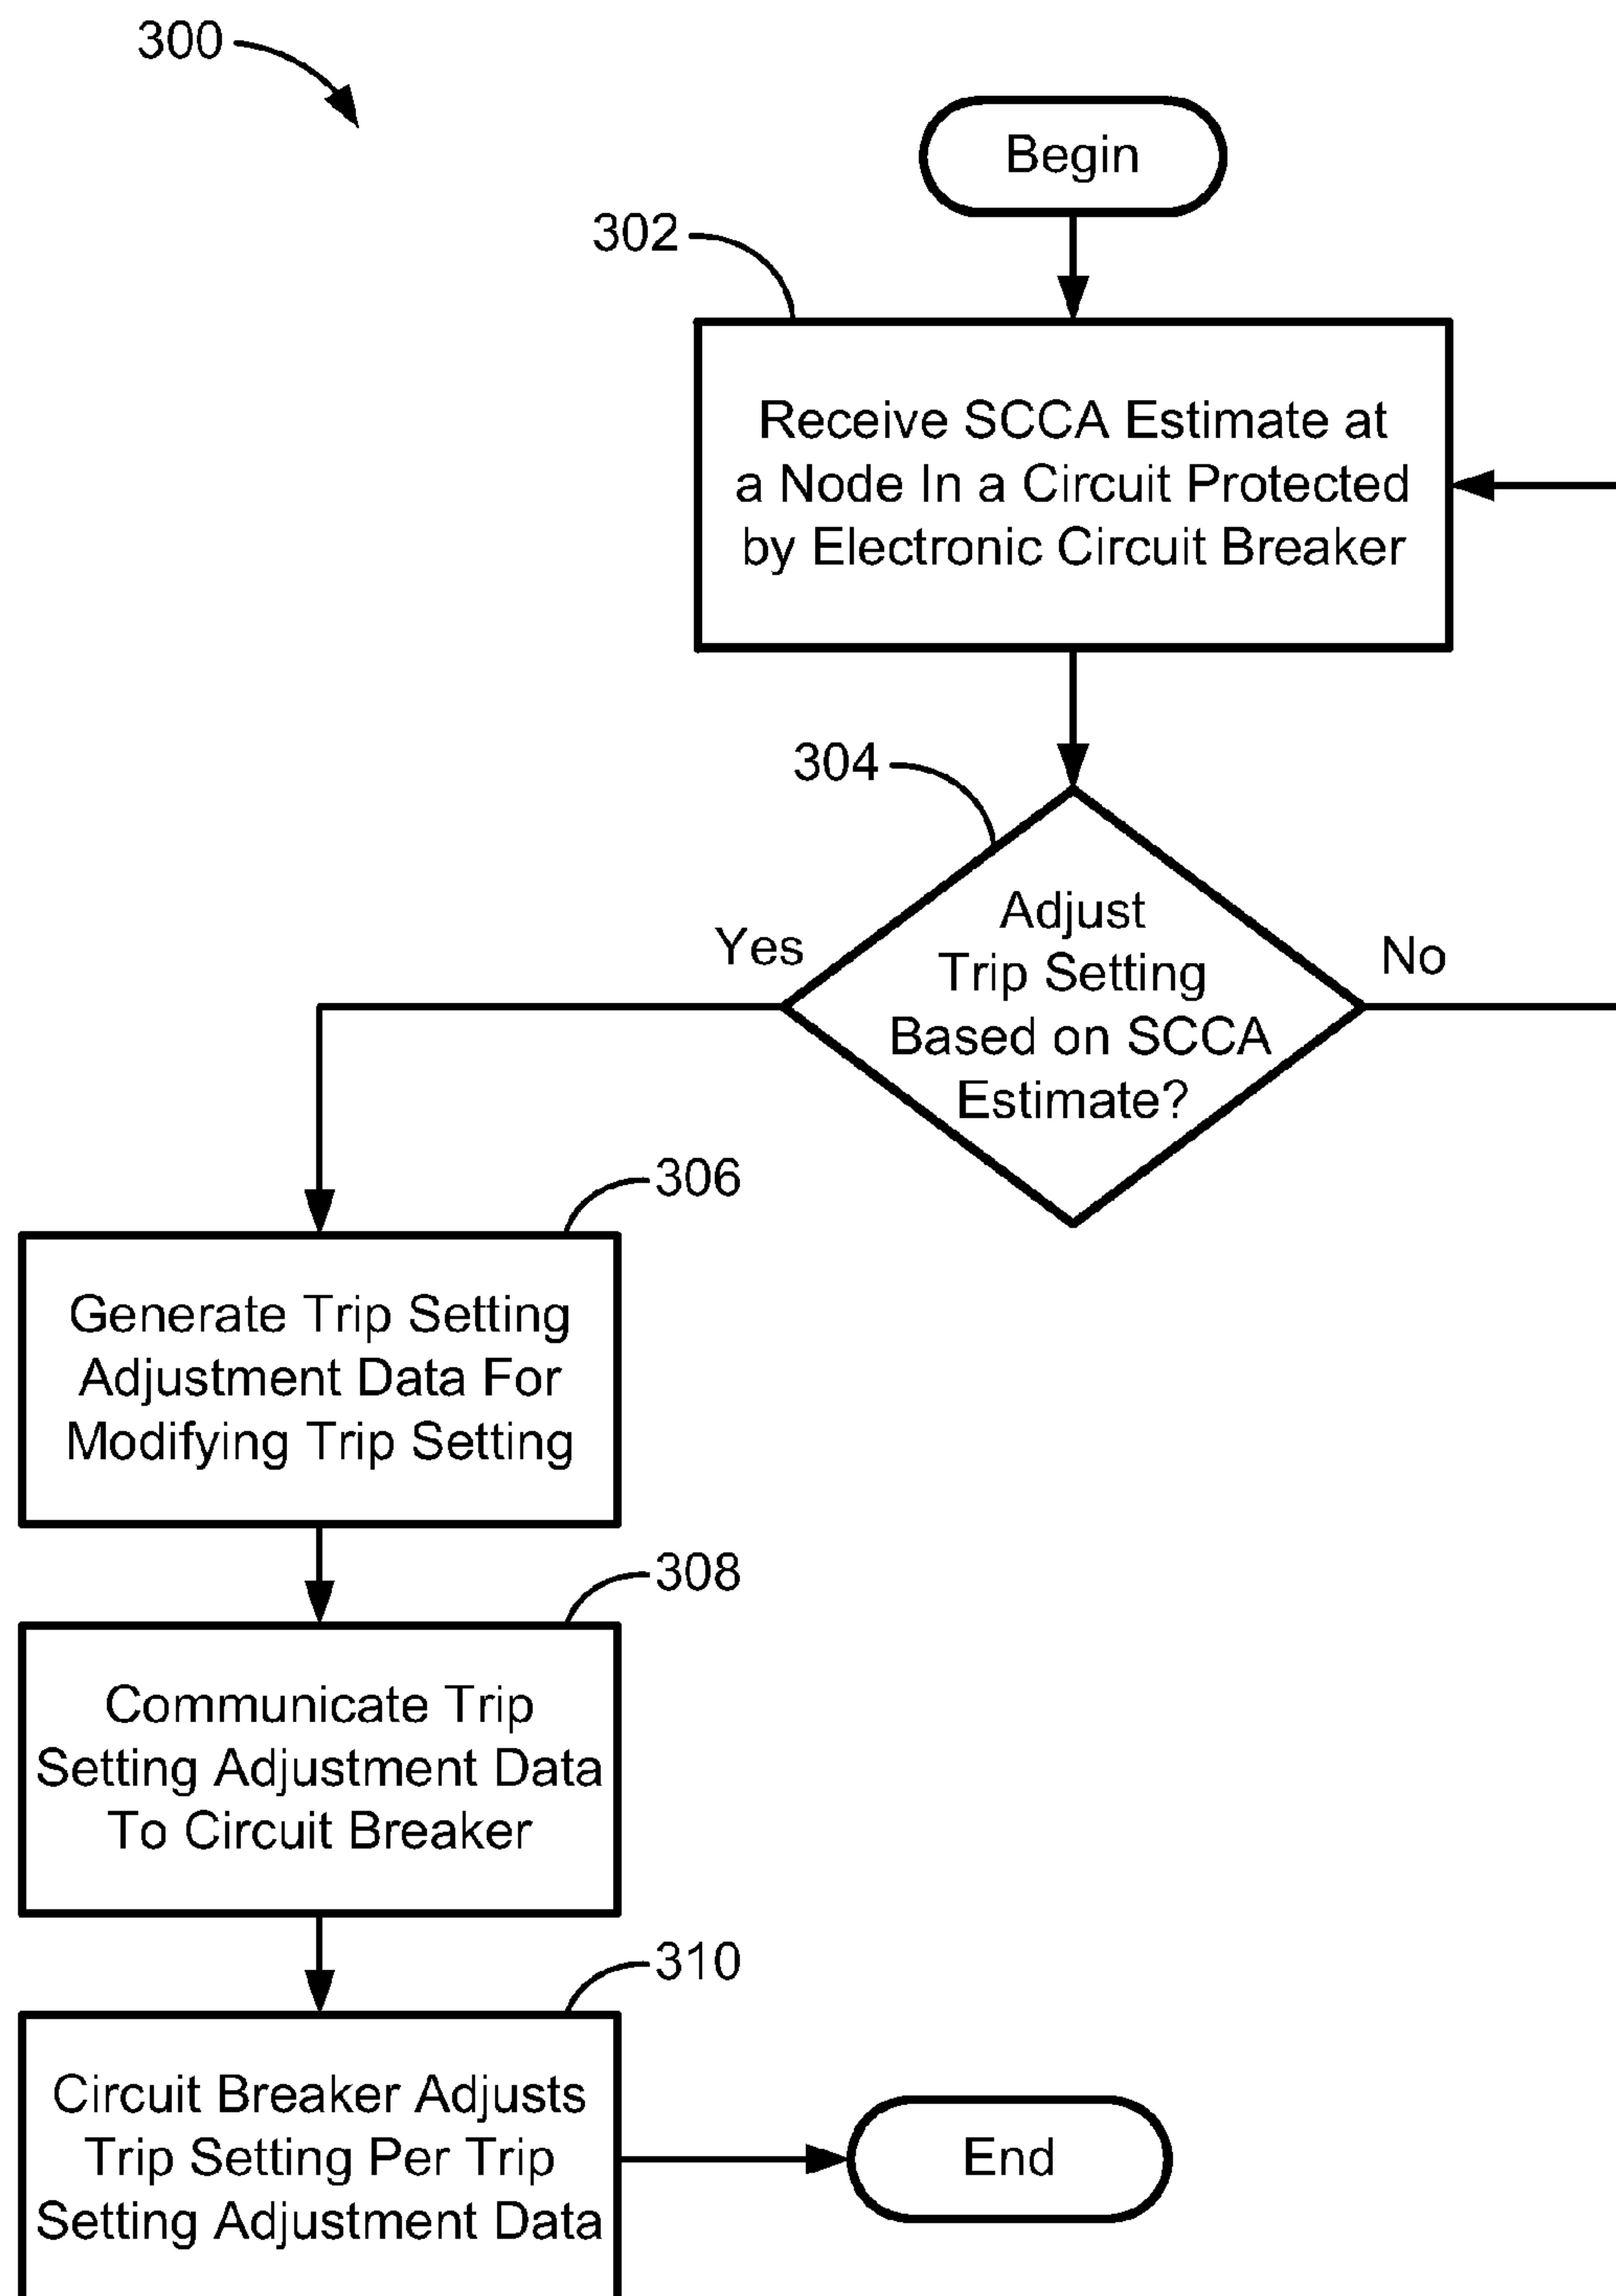 300
Begin
302
Receive SCCA Estimate at
a Node In a Circuit Protected
by Electronic Circuit Breaker
304
Adjust
Trip Setting
Based on SCCA
Estimate?
Yes
No
306
Generate Trip Setting
Adjustment Data For
Modifying Trip Setting
308
Communicate Trip
Setting Adjustment Data
To Circuit Breaker
310
Circuit Breaker Adjusts
Trip Setting Per Trip
Setting Adjustment Data
End